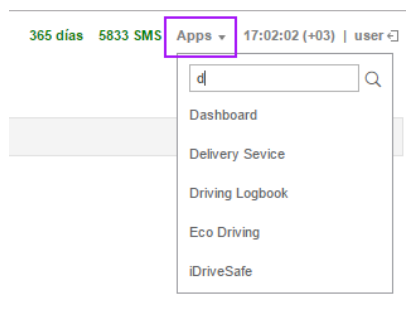 365 días 5833 SMS Apps 17:02:02 (+03) | user
d
Dashboard
Delivery Sevice
Driving Logbook
Eco Driving
iDriveSafe